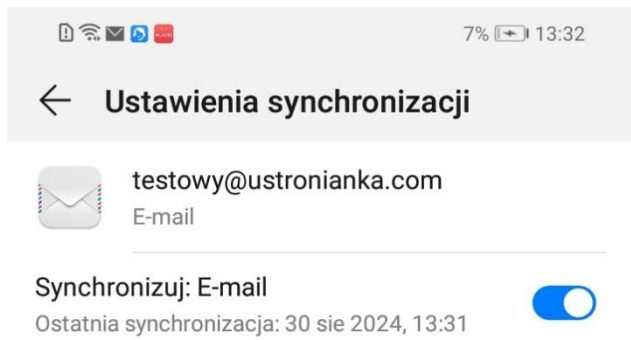 7% 13:32
Ustawienia synchronizacji
testowy@ustronianka.com
E-mail
Synchronizuj: E-mail
Ostatnia synchronizacja: 30 sie 2024, 13:31